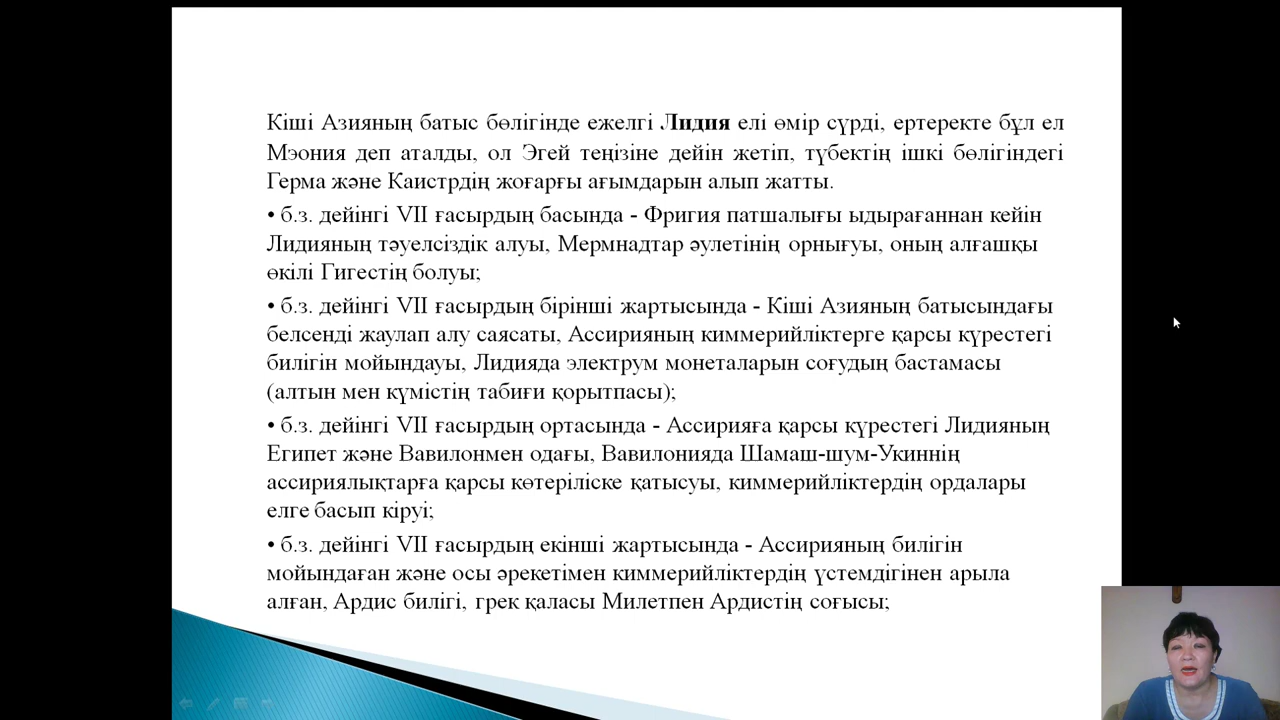 Кіші Азияның батыс бөлігінде ежелгі Лидия елі өмір сүрді, ертеректе бұл ел
Мэония деп аталды, ол Эгей теңізіне дейін жетіп, түбектің ішкі бөлігіндегі
Герма және Каистрдің жоғарғы ағымдарын алып жатты.
• б.з. дейінгі VII ғасырдың басында - Фригия патшалығы ыдырағаннан кейін
Лидияның тәуелсіздік алуы, Мермнадтар әулетінің орнығуы, оның алғашқы
өкілі Гигестің болуы;
• б.з. дейінгі VII ғасырдың бірінші жартысында - Кіші Азияның батысындағы
белсенді жаулап алу саясаты, Ассирияның киммерийліктерге қарсы күрестегі
билігін мойындауы, Лидияда электрум монеталарын соғудың бастамасы
(алтын мен күмістің табиғи қорытпасы);
• б.з. дейінгі VII ғасырдың ортасында - Ассирияға қарсы күрестегі Лидияның
Египет және Вавилонмен одағы, Вавилонияда Шамаш-шум-Укиннің
ассириялықтарға қарсы көтеріліске қатысуы, киммерийліктердің ордалары
елге басып кіруі;
• б.з. дейінгі VII ғасырдың екінші жартысында - Ассирияның билігін
мойындаған және осы әрекетімен киммерийліктердің үстемдігінен арыла
алған, Ардис билігі, грек қаласы Милетпен Ардистің соғысы;